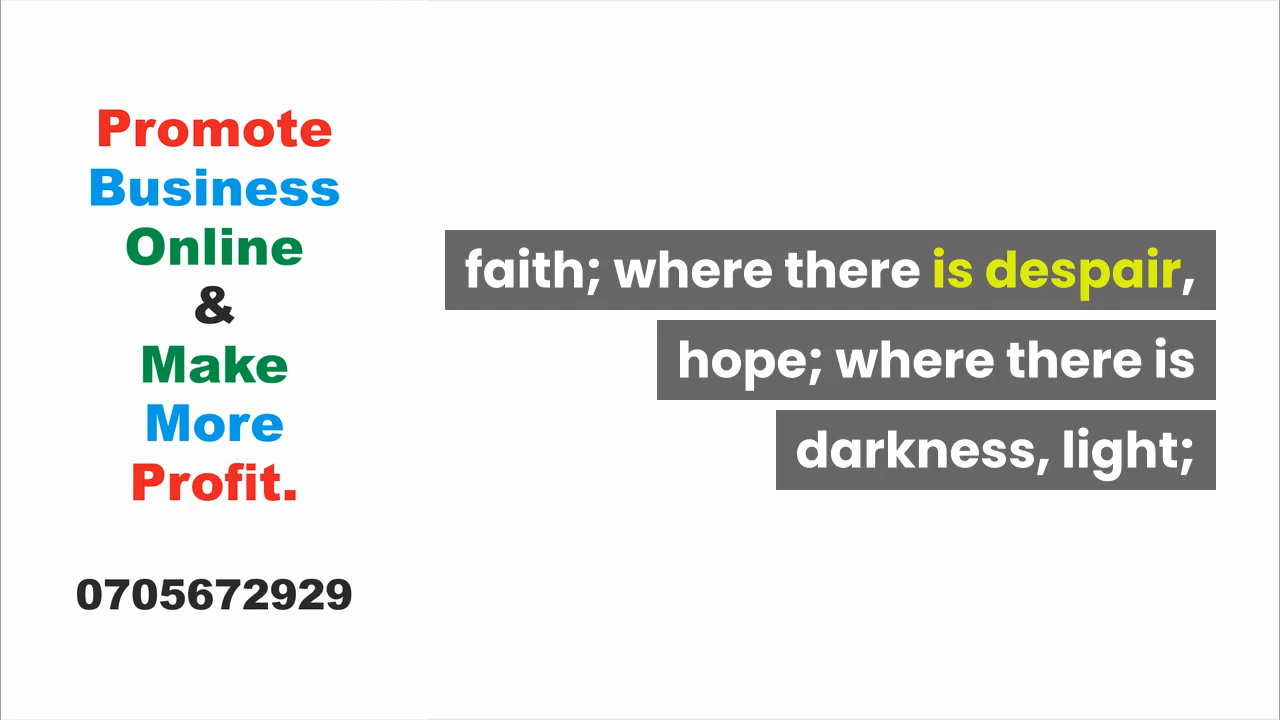 Promote
Business
Online
&
Make
More
Profit.
0705672929
faith; where there is despair,
hope; where there is
darkness, light;